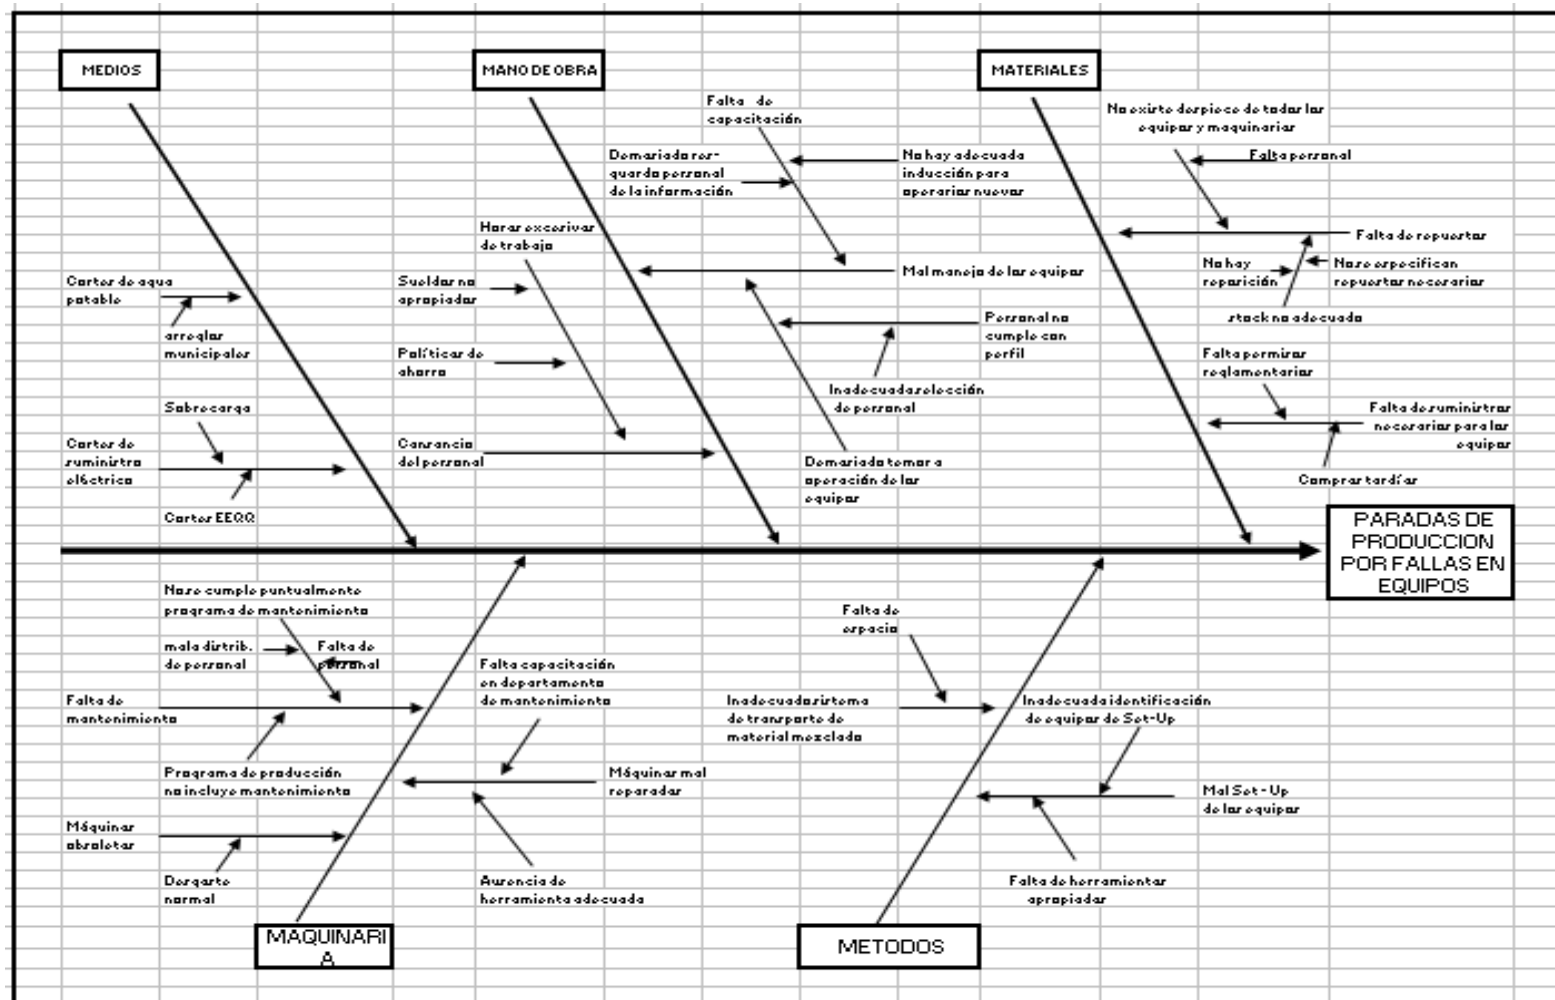 MEDIOS
MANO DE OBRA
MATERIALES
Cortes de agua
potable
arreglos
municipales
Sobrecarga
Cortes de
suministro
eléctrico
Cortes EEQQ
Falta de
capacitación
Demasiado res-
guardo personal
de la información
No hay adecuada
inducción para
operarios nuevos
Horas excesivas
de trabajo
Sueldos no
apropiados
Políticas de
ahorro
Cansancio
del personal
Mal manejo de los equipos
Personal no
cumple con
perfil
Inadecuada selección
de personal
Demasiado temor a
operación de los
equipos
No existe despiece de todos los
equipos y maquinarias
Falta personal
Falta de repuestos
No hay
reposición
No se especifican
repuestos necesarios
stock no adecuado
Falta permisos
reglamentarios
Falta de suministros
necesarios para los
equipos
Compras tardías
PARADAS DE
PRODUCCION
POR FALLAS EN
EQUIPOS
No se cumple puntualmente
programa de mantenimiento
mala distrib.
de personal
Falta de
personal
Falta de
mantenimiento
Programa de producción
no incluye mantenimiento
Máquinas
obsoletas
Desgaste
normal
Falta capacitación
en departamento
de mantenimiento
Máquinas mal
reparadas
Ausencia de
herramienta adecuada
Falta de
espacio
Inadecuado sistema
de transporte de
material mezclado
Inadecuada identificación
de equipos de Set-Up
Mal Set-Up
de los equipos
Falta de herramientas
apropiadas
MAQUINARI
A
METODOS